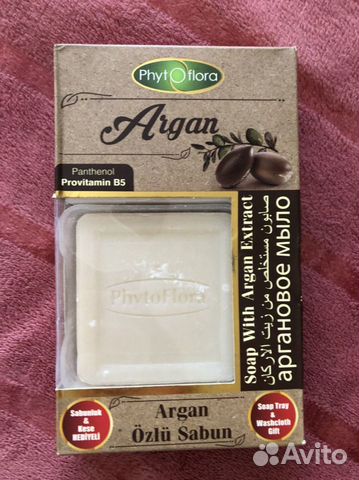 Phytoflora
Argan
Panthenol
Provitamin B5
Soap With Argan Extract
صابون مستخلص من زيت الاركان
аргановое мыло
PhytoFlora
Sabunluk
&
Kese
HEDİYELİ
Argan
Özlü Sabun
Soap Tray
&
Washcloth
Gift
Avito